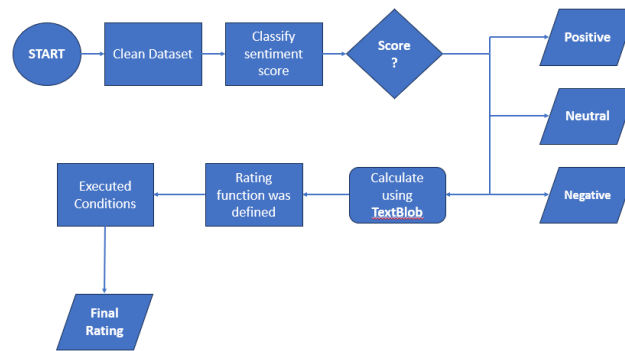 START
Clean Dataset
Classify
sentiment
score
Score
?
Positive
Neutral
Negative
Calculate
using
TextBlob
Rating
function was
defined
Executed
Conditions
Final
Rating